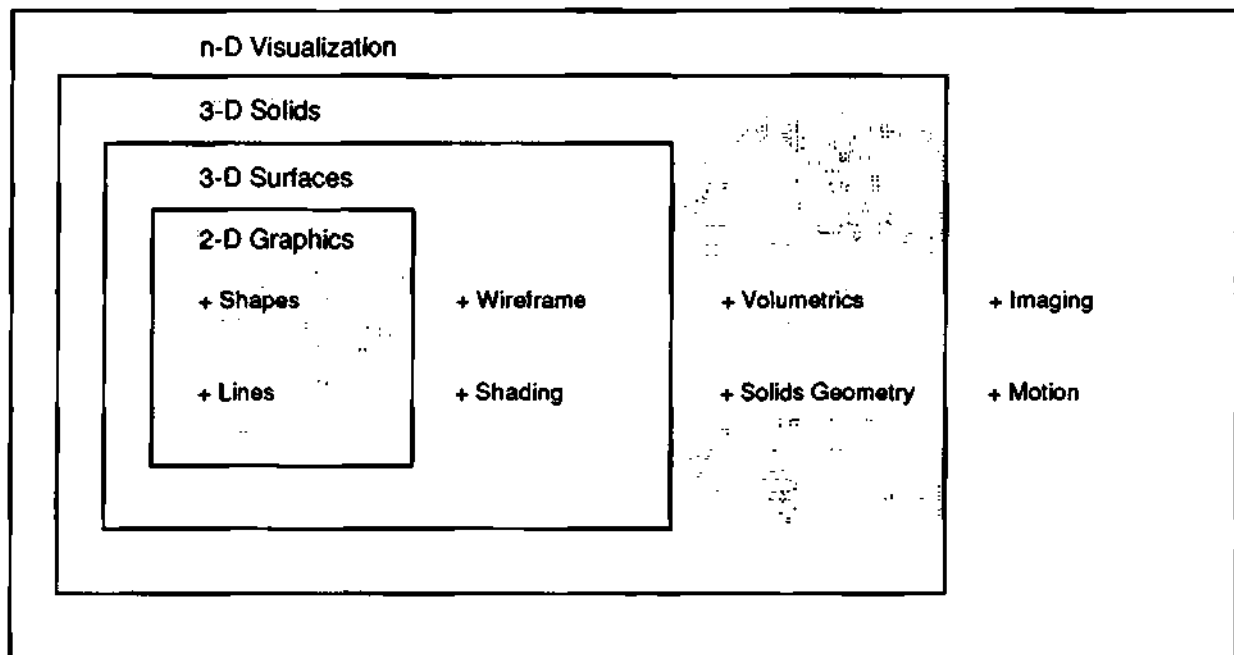 n-D Visualization
3-D Solids
3-D Surfaces
2-D Graphics
+ Shapes + Wireframe + Volumetrics + Imaging
+ Lines + Shading + Solids Geometry + Motion